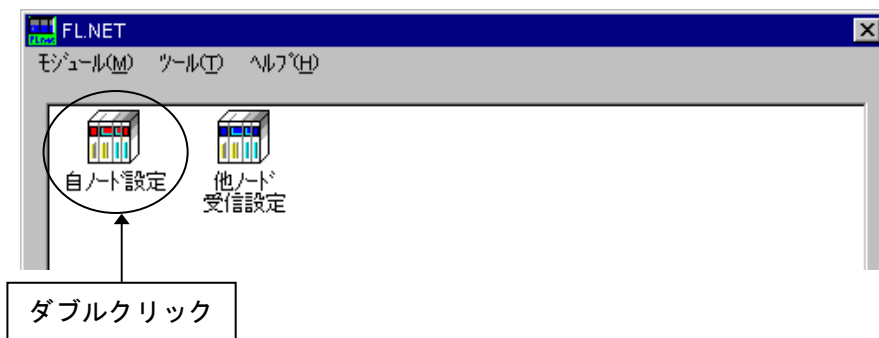 FL.NET
ﾓｼﾞｭｰﾙ(M) ﾂｰﾙ(T) ﾍﾙﾌﾟ(H)
自ﾉｰﾄﾞ設定
他ﾉｰﾄﾞ
受信設定
ダブルクリック